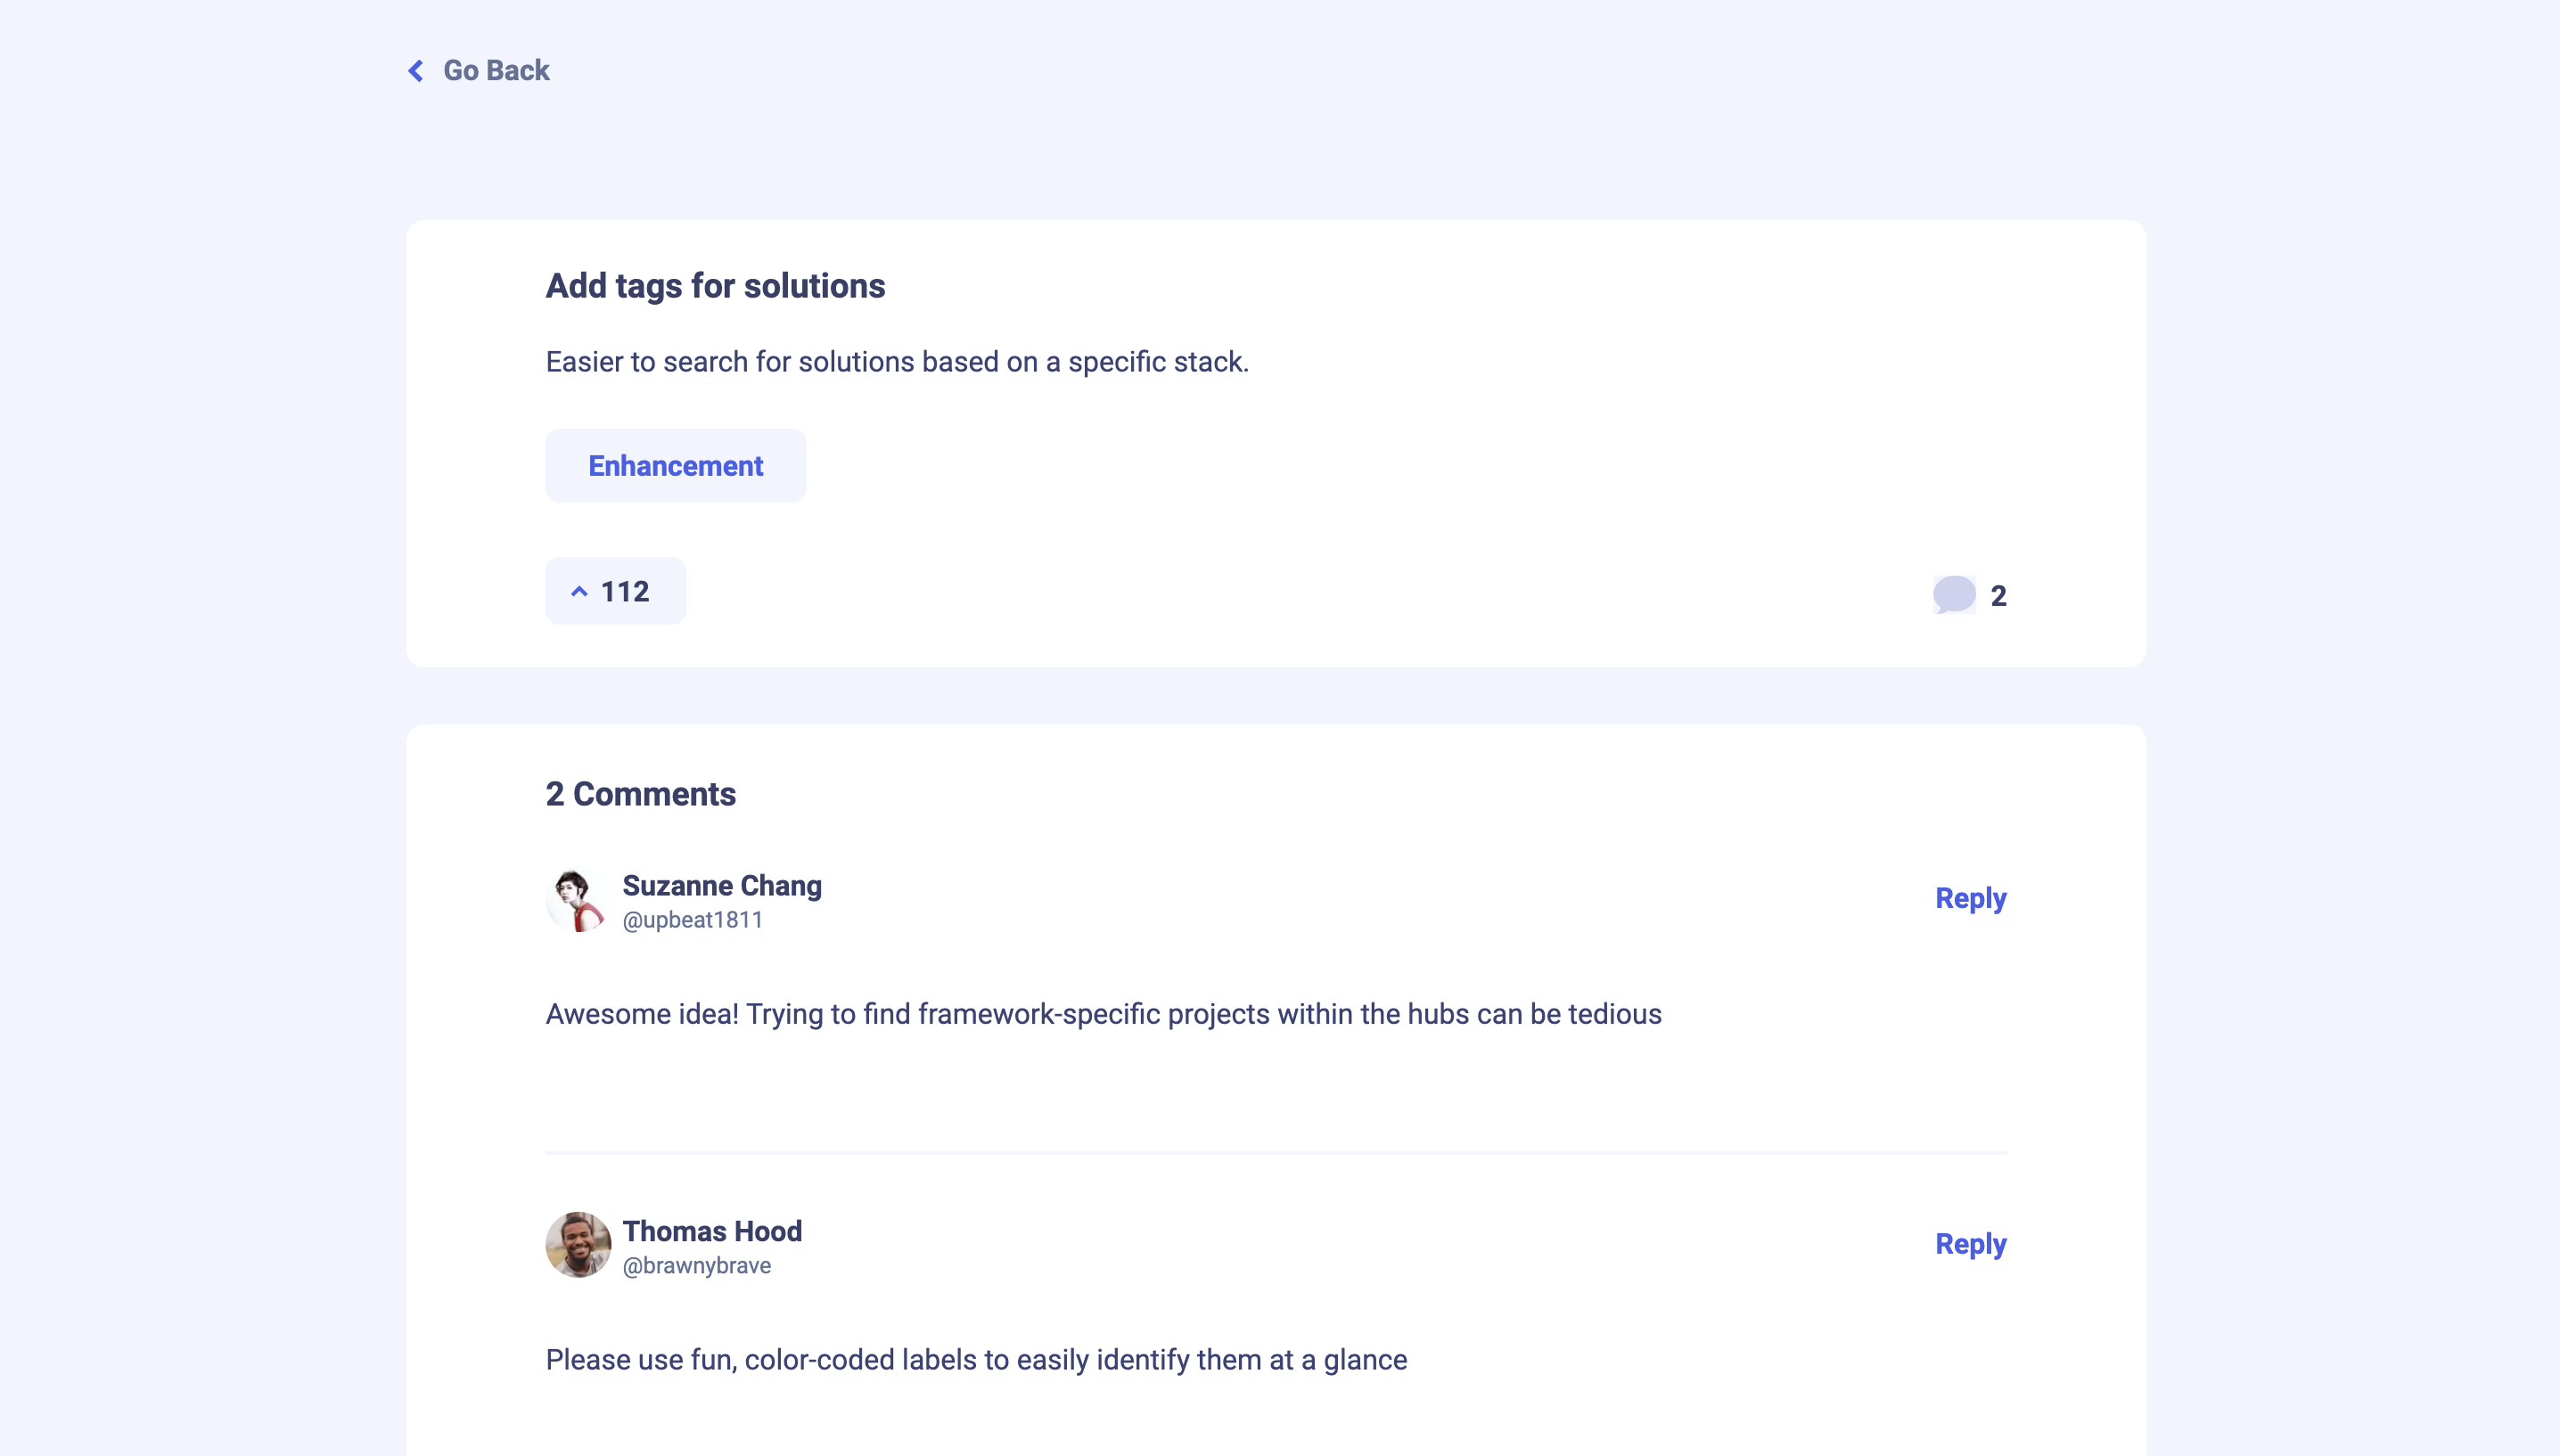 Go Back
Add tags for solutions
Easier to search for solutions based on a specific stack.
Enhancement
112
2
2 Comments
Suzanne Chang
@upbeat1811
Reply
Awesome idea! Trying to find framework-specific projects within the hubs can be tedious
Thomas Hood
@brawnybrave
Reply
Please use fun, color-coded labels to easily identify them at a glance